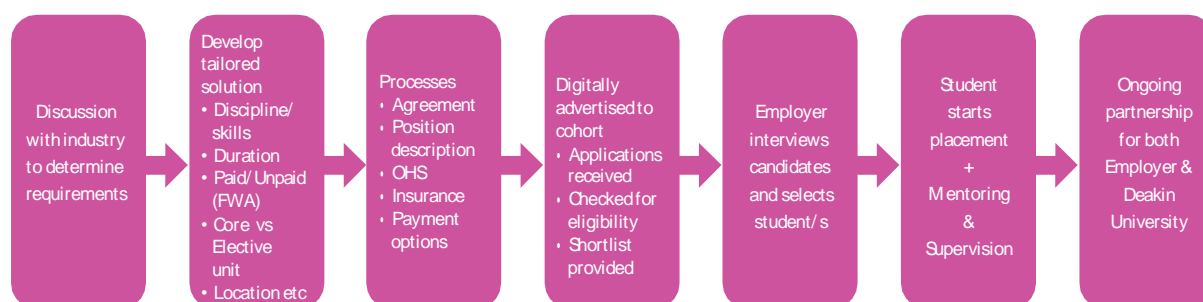 Discussion
with industry
to determine
requirements
Develop
tailored
solution
• Discipline/
skills
• Duration
• Paid/Unpaid
(FWA)
• Core vs
Elective
unit
• Location etc
Processes
• Agreement
• Position
description
• OHS
• Insurance
• Payment
options
Digitally
advertised to
cohort
• Applications
received
• Checked for
eligibility
• Shortlist
provided
Employer
interviews
candidates
and selects
student/s
Student
starts
placement
+
Mentoring
&
Supervision
Ongoing
partnership
for both
Employer &
Deakin
University